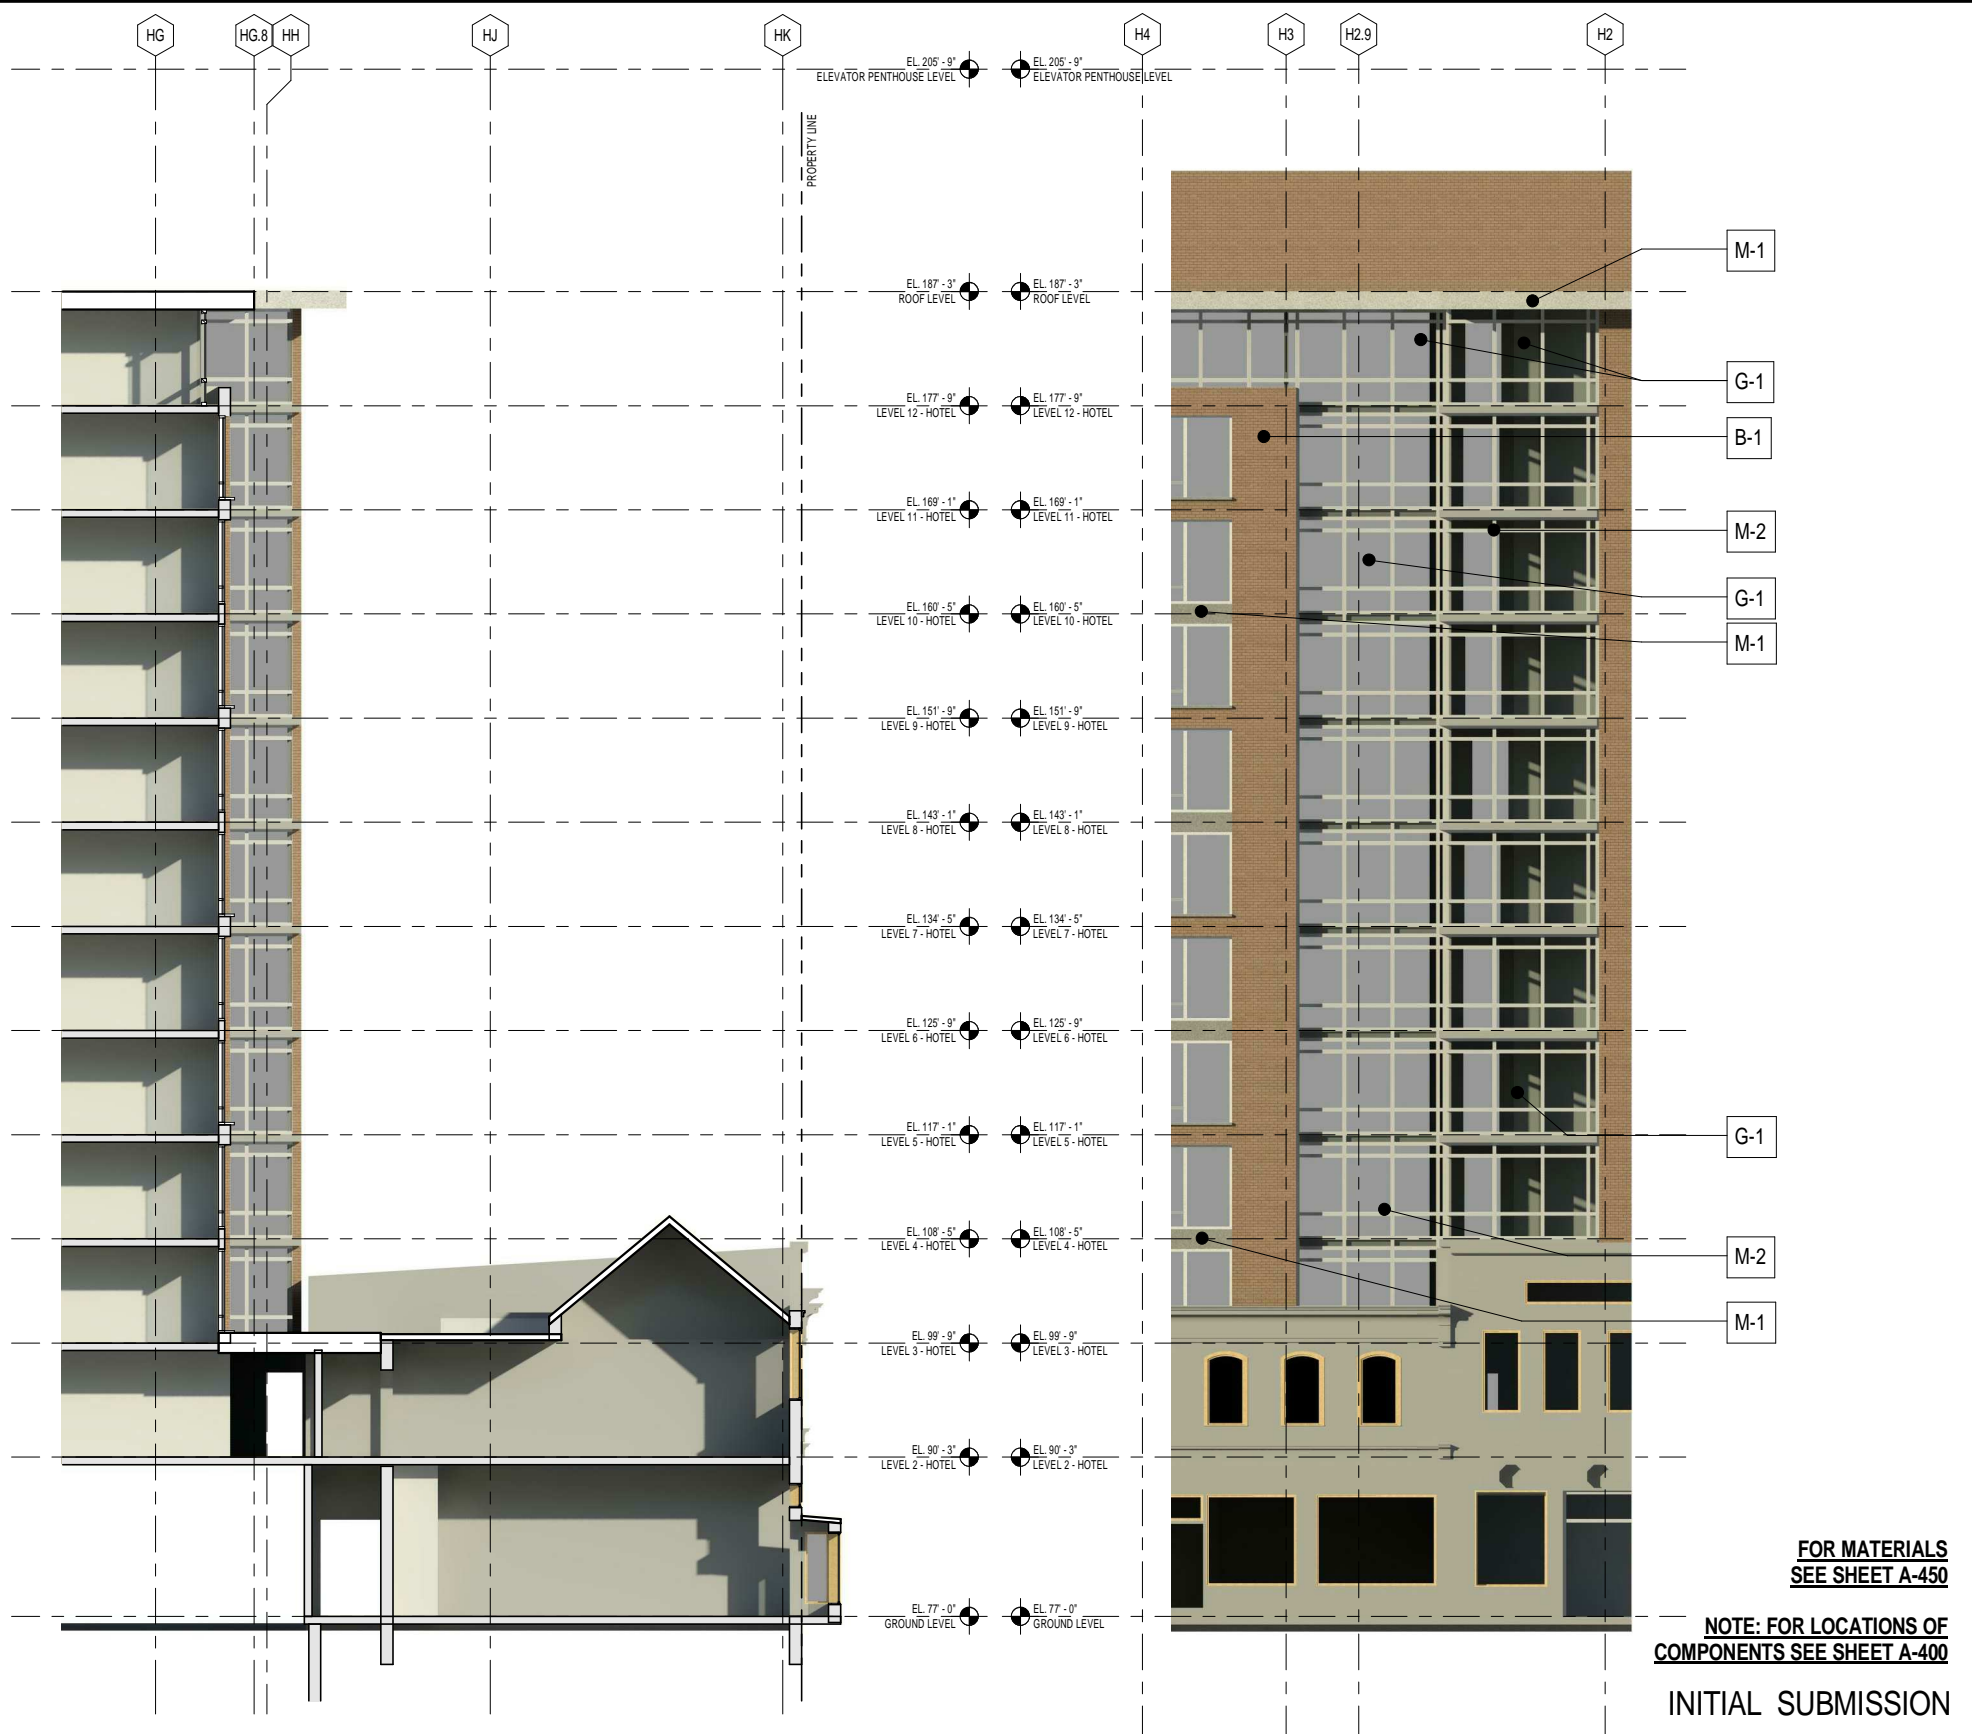 HG
HG.8
HH
HJ
HK
H4
H3
H2.9
H2
EL. 205' - 9"
ELEVATOR PENTHOUSE LEVEL
EL. 205' - 9"
ELEVATOR PENTHOUSE LEVEL
PROPERTY LINE
M-1
EL. 187' - 3"
ROOF LEVEL
EL. 187' - 3"
ROOF LEVEL
G-1
EL. 177' - 9"
LEVEL 12 - HOTEL
EL. 177' - 9"
LEVEL 12 - HOTEL
B-1
EL. 169' - 1"
LEVEL 11 - HOTEL
EL. 169' - 1"
LEVEL 11 - HOTEL
M-2
G-1
EL. 160' - 5"
LEVEL 10 - HOTEL
EL. 160' - 5"
LEVEL 10 - HOTEL
M-1
EL. 151' - 9"
LEVEL 9 - HOTEL
EL. 151' - 9"
LEVEL 9 - HOTEL
EL. 143' - 1"
LEVEL 8 - HOTEL
EL. 143' - 1"
LEVEL 8 - HOTEL
EL. 134' - 5"
LEVEL 7 - HOTEL
EL. 134' - 5"
LEVEL 7 - HOTEL
EL. 125' - 9"
LEVEL 6 - HOTEL
EL. 125' - 9"
LEVEL 6 - HOTEL
EL. 117' - 1"
LEVEL 5 - HOTEL
EL. 117' - 1"
LEVEL 5 - HOTEL
G-1
EL. 108' - 5"
LEVEL 4 - HOTEL
EL. 108' - 5"
LEVEL 4 - HOTEL
M-2
M-1
EL. 99' - 9"
LEVEL 3 - HOTEL
EL. 99' - 9"
LEVEL 3 - HOTEL
EL. 90' - 3"
LEVEL 2 - HOTEL
EL. 90' - 3"
LEVEL 2 - HOTEL
EL. 77' - 0"
GROUND LEVEL
EL. 77' - 0"
GROUND LEVEL
FOR MATERIALS
SEE SHEET A-450
NOTE: FOR LOCATIONS OF
COMPONENTS SEE SHEET A-400
INITIAL SUBMISSION